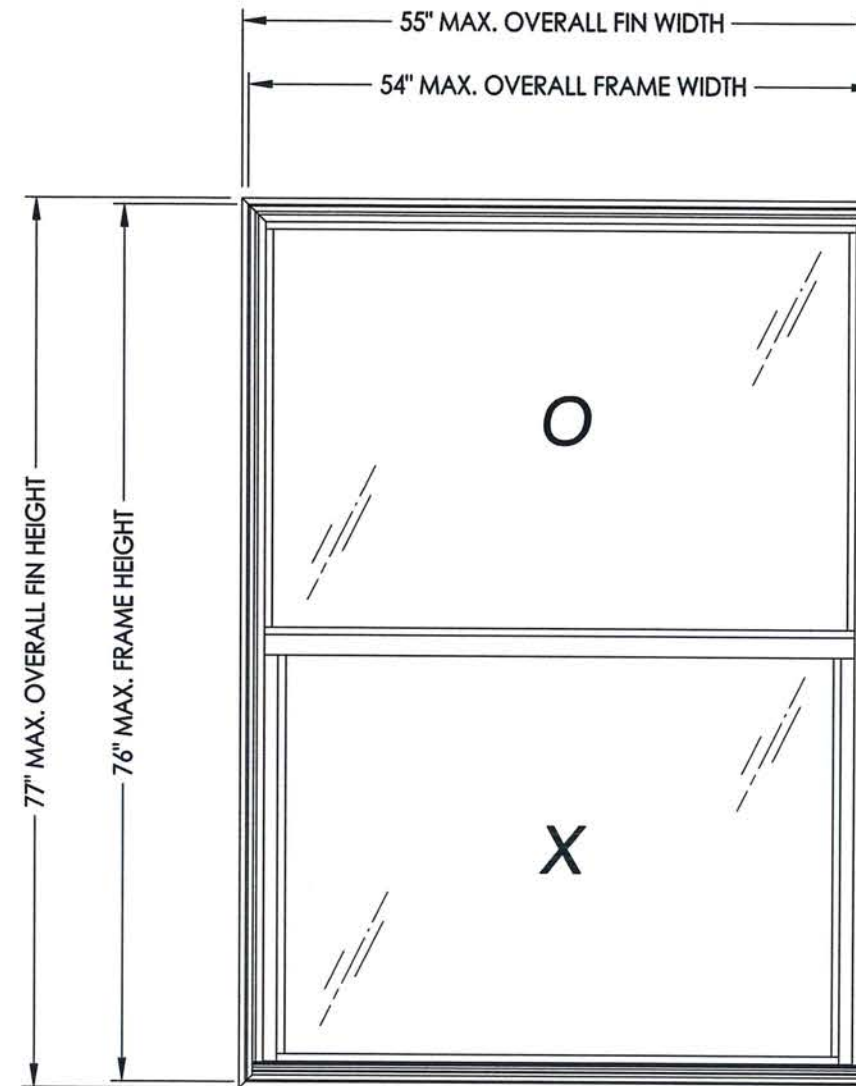 55" MAX. OVERALL FIN WIDTH
54" MAX. OVERALL FRAME WIDTH
77" MAX. OVERALL FIN HEIGHT
76" MAX. FRAME HEIGHT
O
X